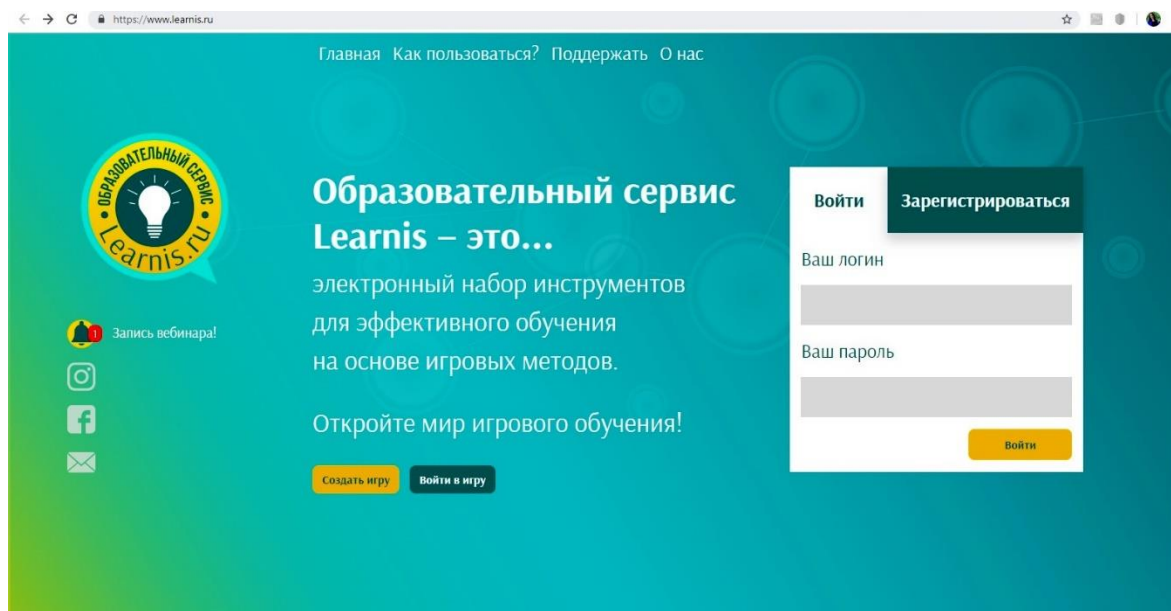 https://www.learnis.ru
Главная Как пользоваться? Поддержать О нас
ОБРАЗОВАТЕЛЬНЫЙ СЕРВИС
Learnis.ru
1 Запись вебинара!
Образовательный сервис
Learnis – это...
электронный набор инструментов
для эффективного обучения
на основе игровых методов.
Откройте мир игрового обучения!
Создать игру Войти в игру
Войти Зарегистрироваться
Ваш логин
Ваш пароль
Войти